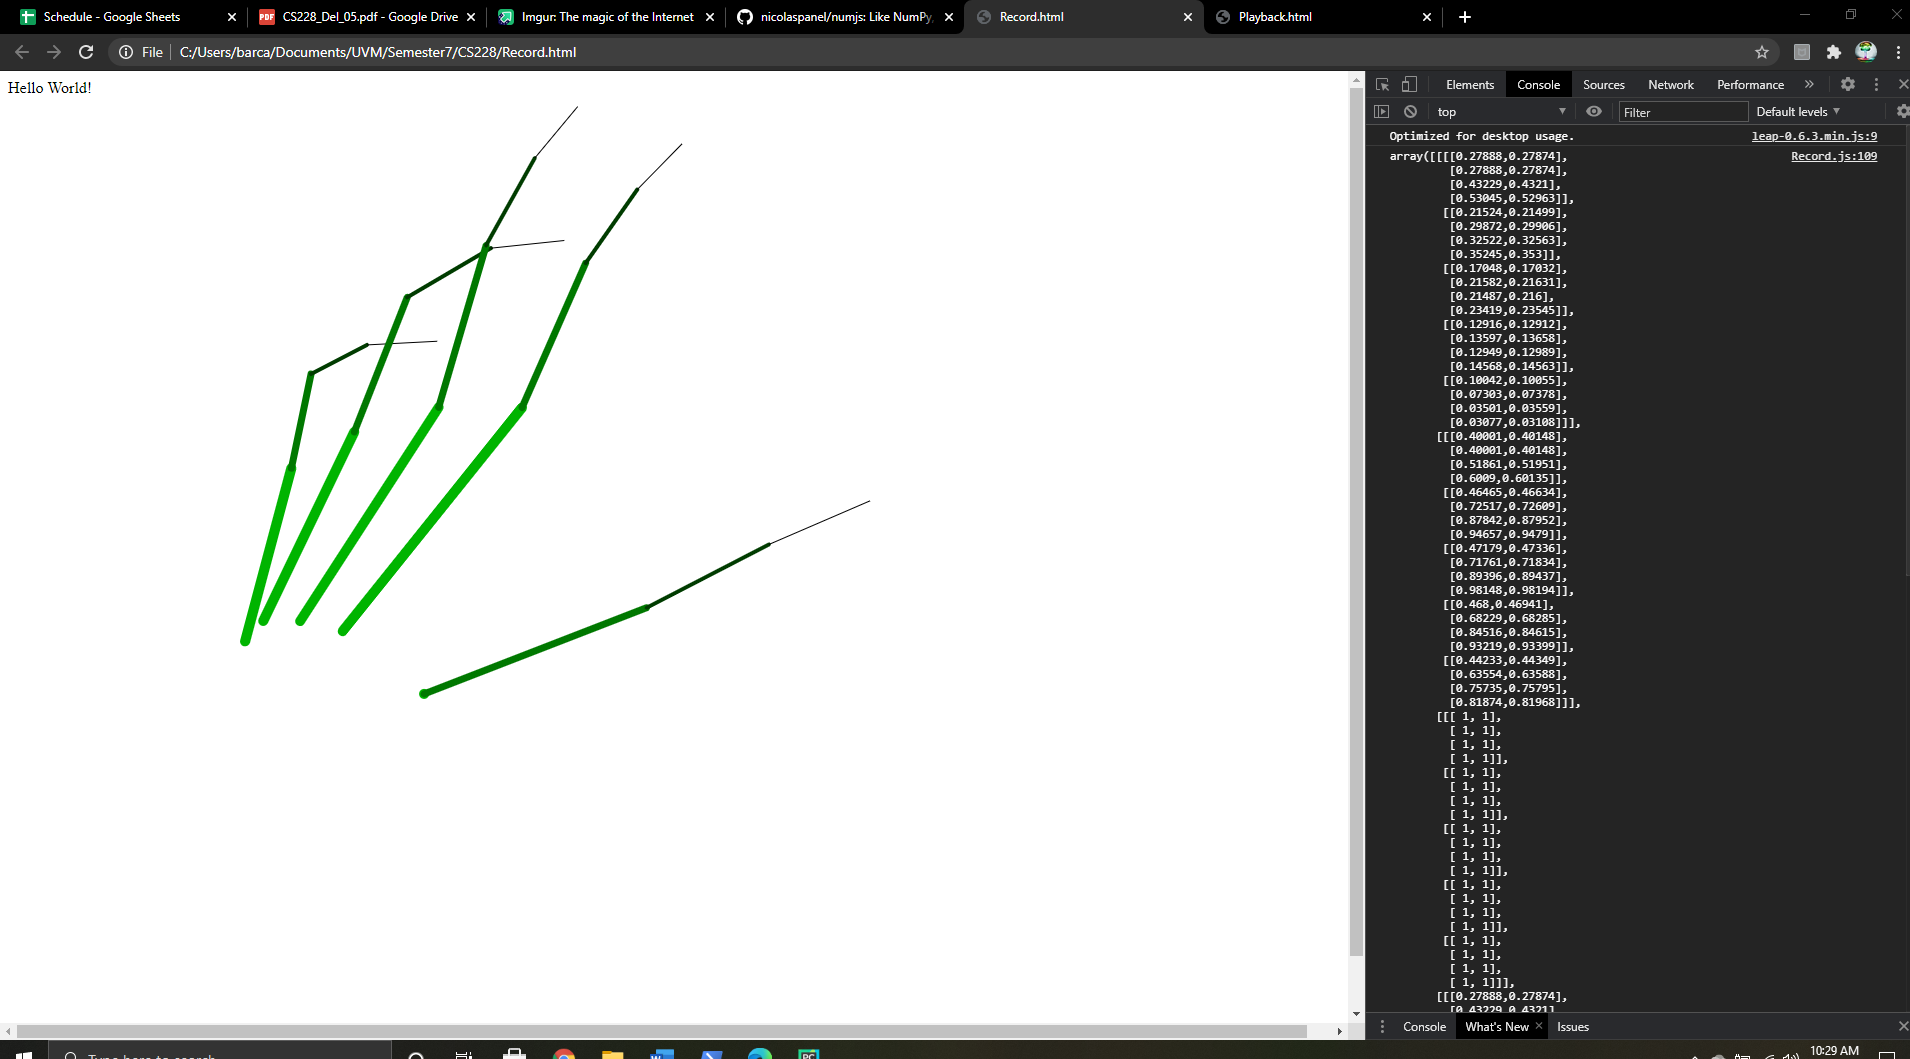 Schedule - Google Sheets
CS228_Del_05.pdf - Google Drive
Imgur: The magic of the Internet
nicolaspanel/numjs: Like NumPy,
Record.html
Playback.html
File
C:/Users/barca/Documents/UVM/Semester7/CS228/Record.html
Hello World!
Elements Console Sources Network Performance »
top Filter Default levels
Optimized for desktop usage. leap-0.6.3.min.js:9
array([[[[0.27888,0.27874], Record.js:109
[0.27888,0.27874],
[0.43229,0.4321],
[0.53045,0.52963]],
[[0.21524,0.21499],
[0.29872,0.29906],
[0.32522,0.32563],
[0.35245,0.353]],
[[0.17048,0.17032],
[0.21582,0.21631],
[0.21487,0.216],
[0.23419,0.23545]],
[[0.12916,0.12912],
[0.13597,0.13658],
[0.12949,0.12989],
[0.14568,0.14563]],
[[0.10042,0.10055],
[0.07303,0.07378],
[0.03501,0.03559],
[0.03077,0.03108]]],
[[[0.40001,0.40148],
[0.40001,0.40148],
[0.51861,0.51951],
[0.6009,0.60135]],
[[0.46465,0.46634],
[0.72517,0.72609],
[0.87842,0.87952],
[0.94657,0.9479]],
[[0.47179,0.47336],
[0.71761,0.71834],
[0.89396,0.89437],
[0.98148,0.98194]],
[[0.468,0.46941],
[0.68229,0.68285],
[0.84516,0.84615],
[0.93219,0.93399]],
[[0.44233,0.44349],
[0.63554,0.63588],
[0.75735,0.75795],
[0.81874,0.81968]]],
[[[ 1, 1],
[ 1, 1],
[ 1, 1],
[ 1, 1]],
[[ 1, 1],
[ 1, 1],
[ 1, 1],
[ 1, 1]],
[[ 1, 1],
[ 1, 1],
[ 1, 1],
[ 1, 1]],
[[ 1, 1],
[ 1, 1],
[ 1, 1],
[ 1, 1]],
[[ 1, 1],
[ 1, 1],
[ 1, 1],
[ 1, 1]]],
[[[0.27888,0.27874],
[0.43229,0.4321]
Console What's New Issues
Type here to search
10:29 AM